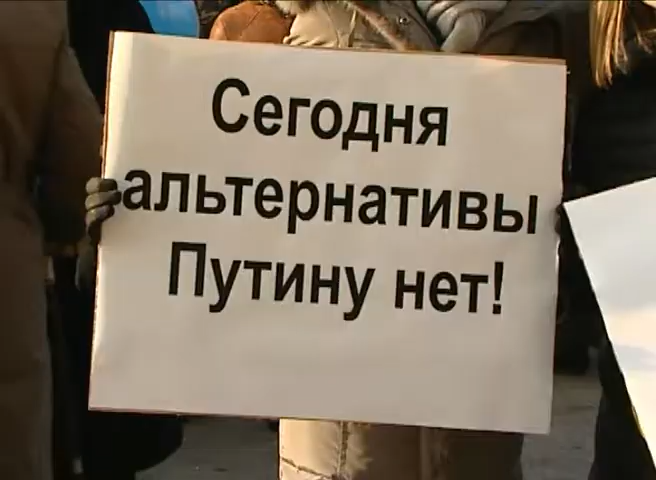 Сегодня
альтернативы
Путину нет!